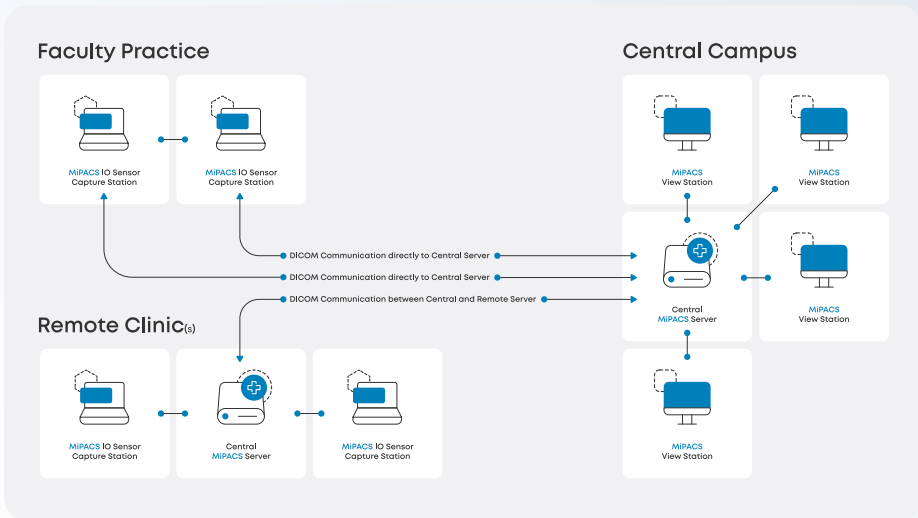 Faculty Practice
MiPACS IO Sensor
Capture Station
MiPACS IO Sensor
Capture Station
Central Campus
MiPACS
View Station
MiPACS
View Station
DICOM Communication directly to Central Server
DICOM Communication directly to Central Server
DICOM Communication between Central and Remote Server
Central
MiPACS Server
MiPACS
View Station
Remote Clinic(s)
MiPACS IO Sensor
Capture Station
Central
MiPACS Server
MiPACS IO Sensor
Capture Station
MiPACS
View Station